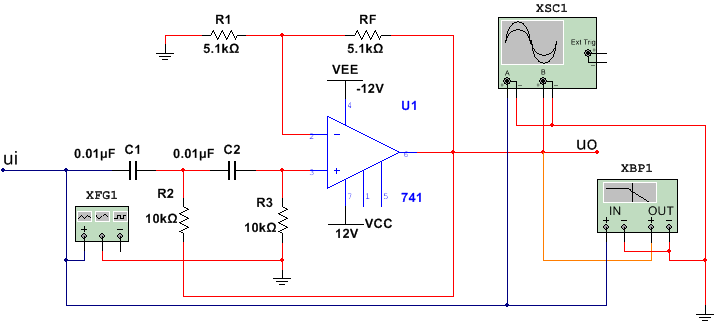 XSC1
R1
RF
5.1kΩ
5.1kΩ
Ext Trig
+
-
A
B
+ - + -
VEE
-12V
4
U1
2
-
6
uo
ui
0.01μF C1
0.01μF C2
3
+
XBP1
XFG1
R2
R3
7
1
5
741
10kΩ
10kΩ
VCC
12V
IN OUT
+ - + -
+ -